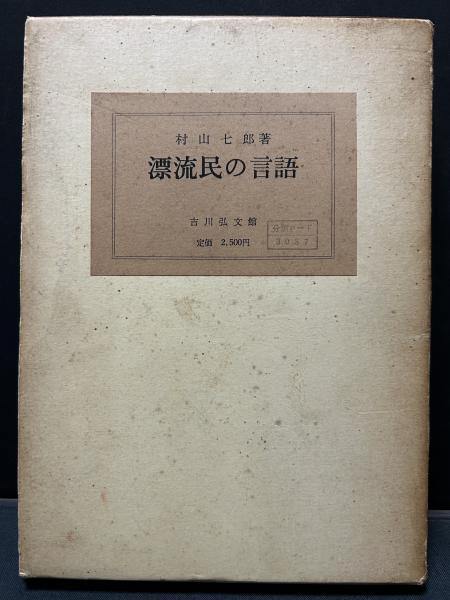 村山七郎著
漂流民の言語
吉川弘文館
定価 2,500円
分類コード
3087